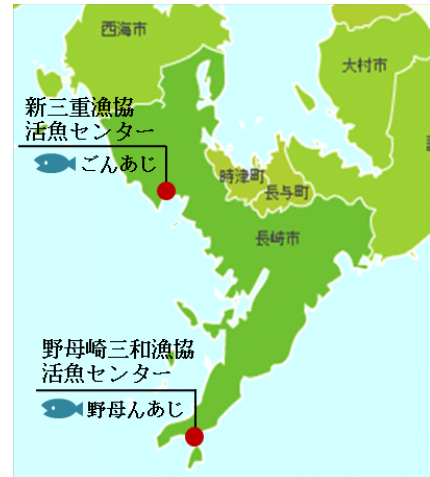 西海市
大村市
新三重漁協
活魚センター
ごんあじ
時津町
長与町
長崎市
野母崎三和漁協
活魚センター
野母んあじ